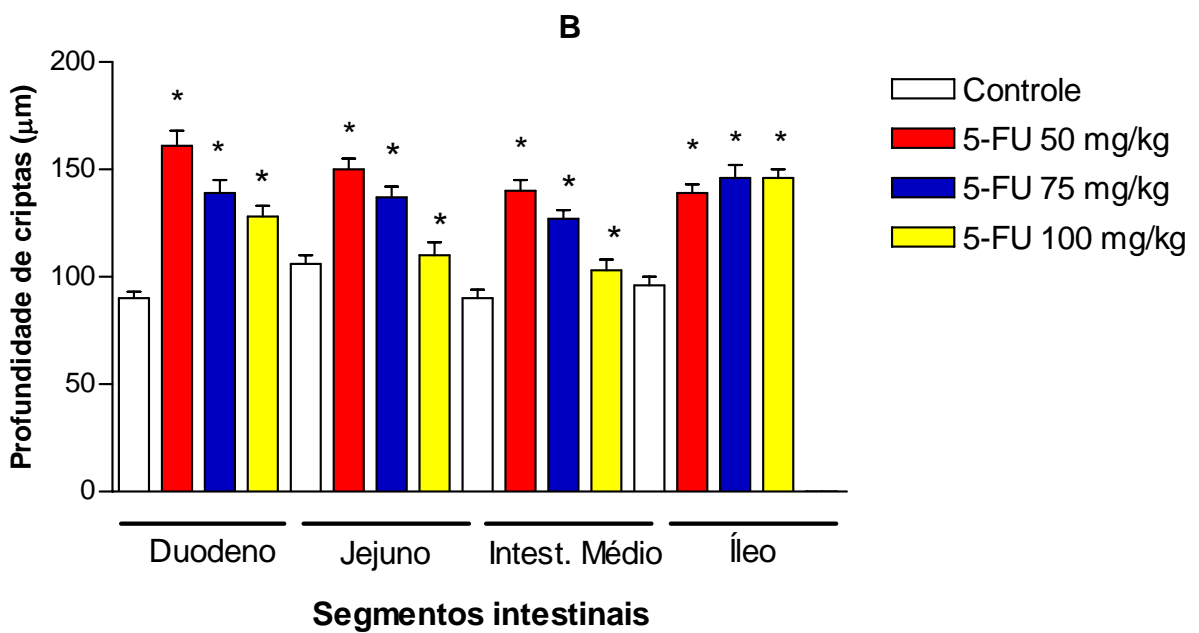 B
200
150
100
50
0
Profundidade de criptas (μm)
* * * * * * * * * * * *
Controle
5-FU 50 mg/kg
5-FU 75 mg/kg
5-FU 100 mg/kg
Duodeno Jejuno Intest. Médio Íleo
Segmentos intestinais